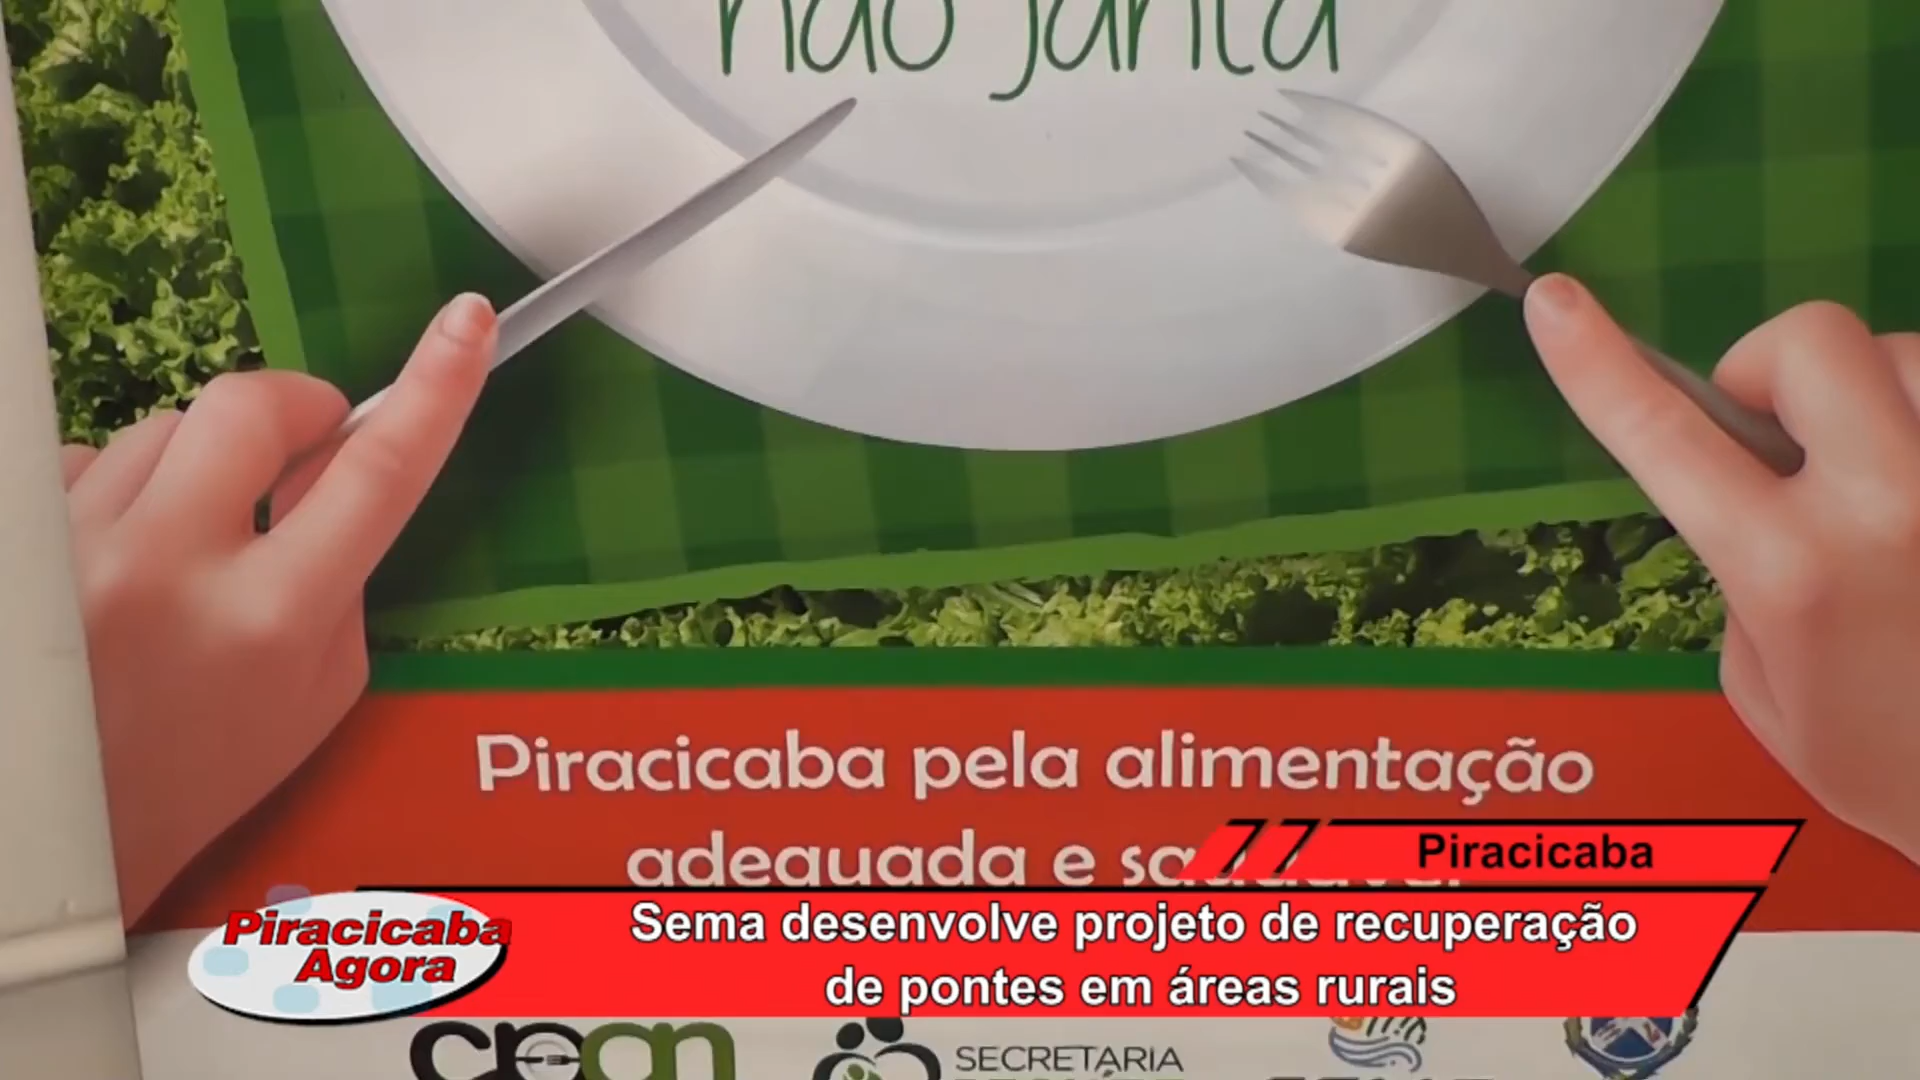 não janta
Piracicaba pela alimentação
adequada e saudável
Piracicaba
Piracicaba
Agora
Sema desenvolve projeto de recuperação
de pontes em áreas rurais
SECRETARIA